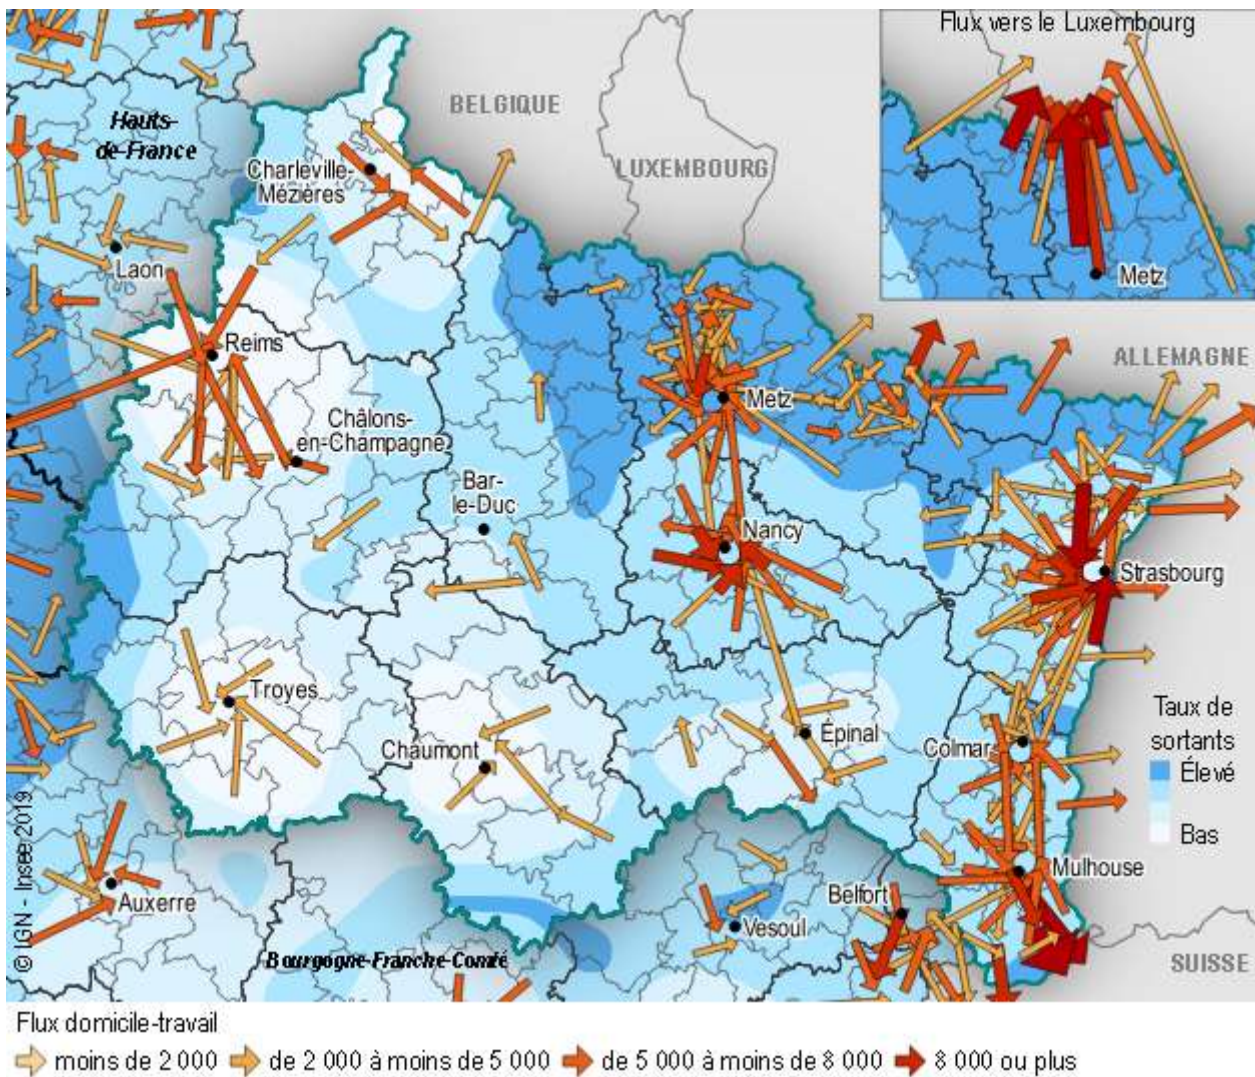 Flux vers le Luxembourg
BELGIQUE
Hauts-
de-France
LUXEMBOURG
Charleville-
Mézières
Laon
Metz
Reims
ALLEMAGNE
Metz
Châlons-
en-Champagne
Bar-
le-Duc
Nancy
Strasbourg
Troyes
Chaumont
Épinal
Colmar
Taux de
sortants
Élevé
Bas
Mulhouse
Belfort
Auxerre
Vesoul
Bourgogne-Franche-Comté
SUISSE
© IGN - Insee 2019
Flux domicile-travail
moins de 2 000 de 2 000 à moins de 5 000 de 5 000 à moins de 8 000 8 000 ou plus